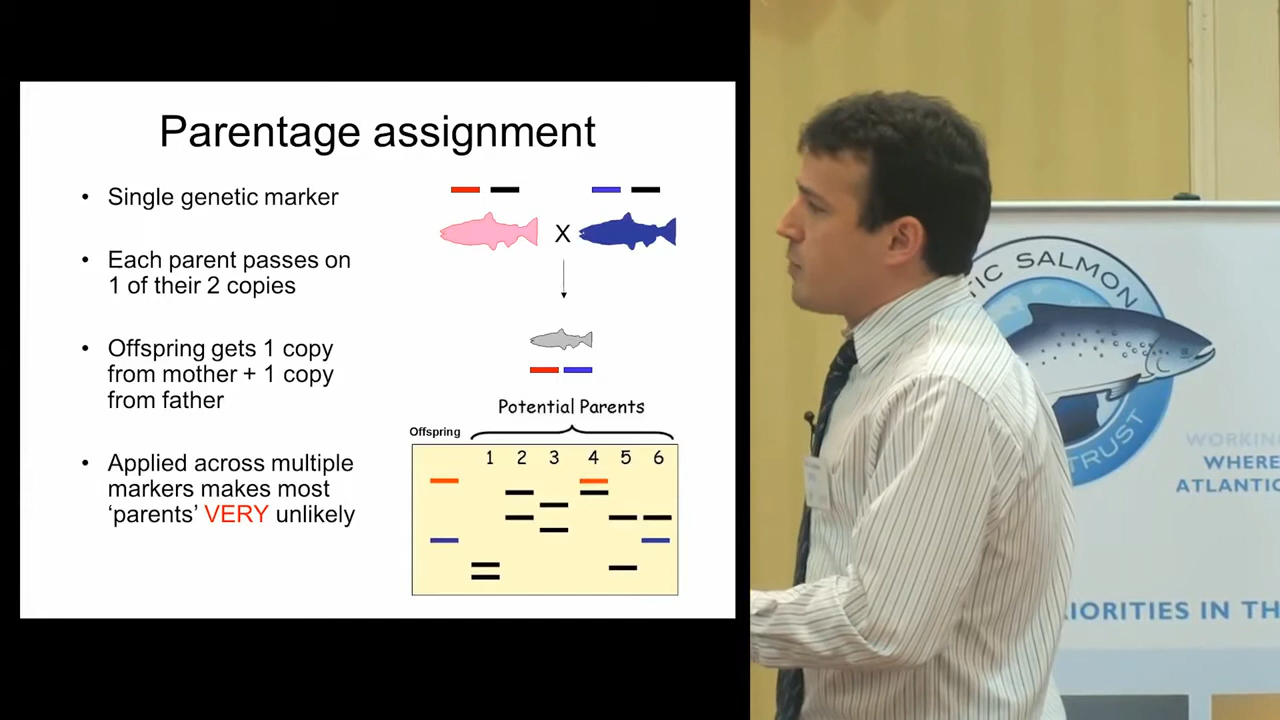 Parentage assignment
• Single genetic marker
• Each parent passes on
1 of their 2 copies
• Offspring gets 1 copy
from mother + 1 copy
from father
• Applied across multiple
markers makes most
‘parents’ VERY unlikely
X
Potential Parents
Offspring
1 2 3 4 5 6
TIC SALMON
TRUST
WORKING
WHERE
ATLANTIC
IORITIES IN TH